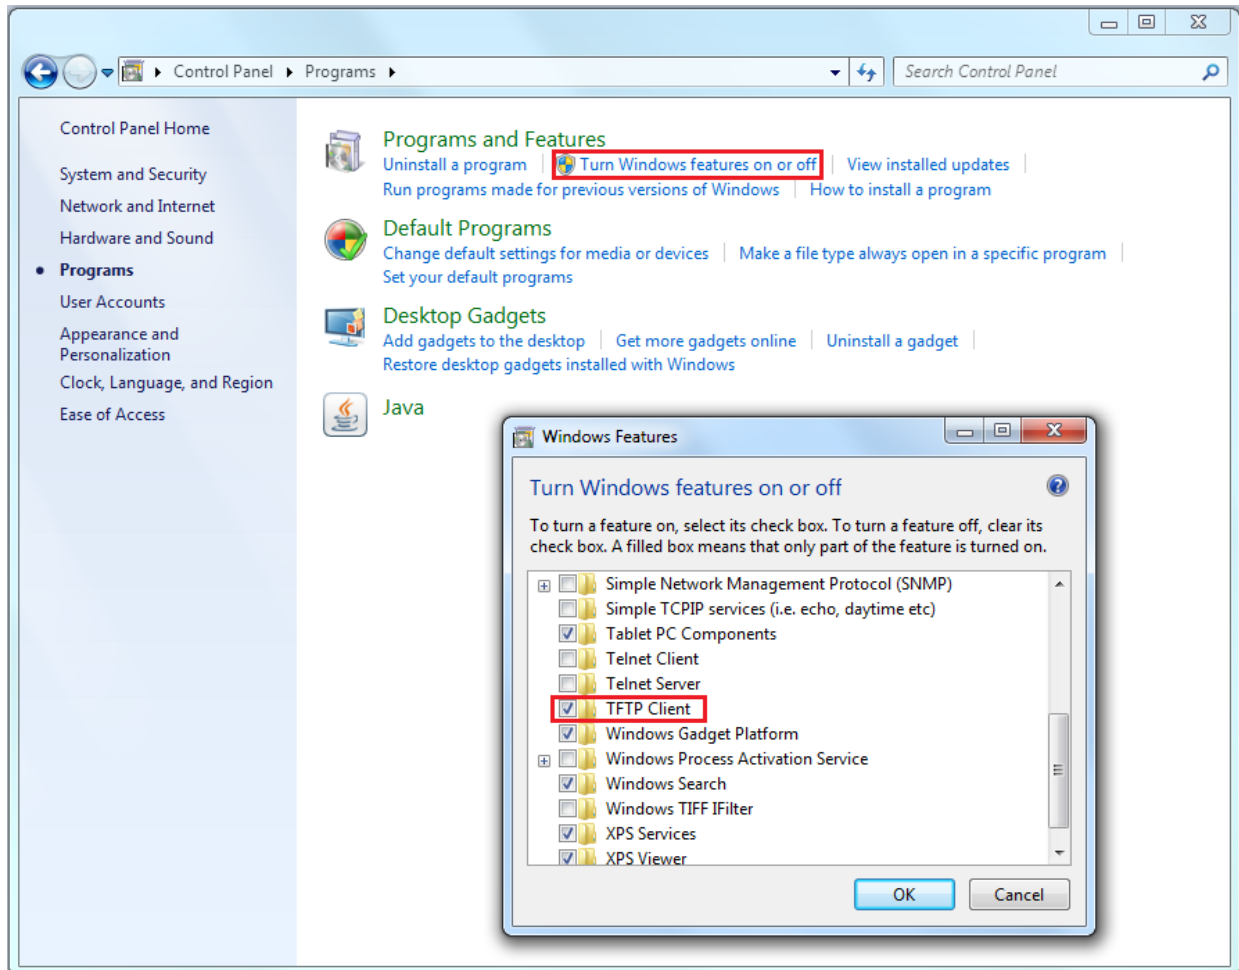 Control Panel Programs
Search Control Panel
Control Panel Home
System and Security
Network and Internet
Hardware and Sound
Programs
User Accounts
Appearance and
Personalization
Clock, Language, and Region
Ease of Access
Programs and Features
Uninstall a program Turn Windows features on or off View installed updates
Run programs made for previous versions of Windows How to install a program
Default Programs
Change default settings for media or devices Make a file type always open in a specific program
Set your default programs
Desktop Gadgets
Add gadgets to the desktop Get more gadgets online Uninstall a gadget
Restore desktop gadgets installed with Windows
Java
Windows Features
Turn Windows features on or off
To turn a feature on, select its check box. To turn a feature off, clear its
check box. A filled box means that only part of the feature is turned on.
Simple Network Management Protocol (SNMP)
Simple TCPIP services (i.e. echo, daytime etc)
Tablet PC Components
Telnet Client
Telnet Server
TFTP Client
Windows Gadget Platform
Windows Process Activation Service
Windows Search
Windows TIFF IFilter
XPS Services
XPS Viewer
OK Cancel